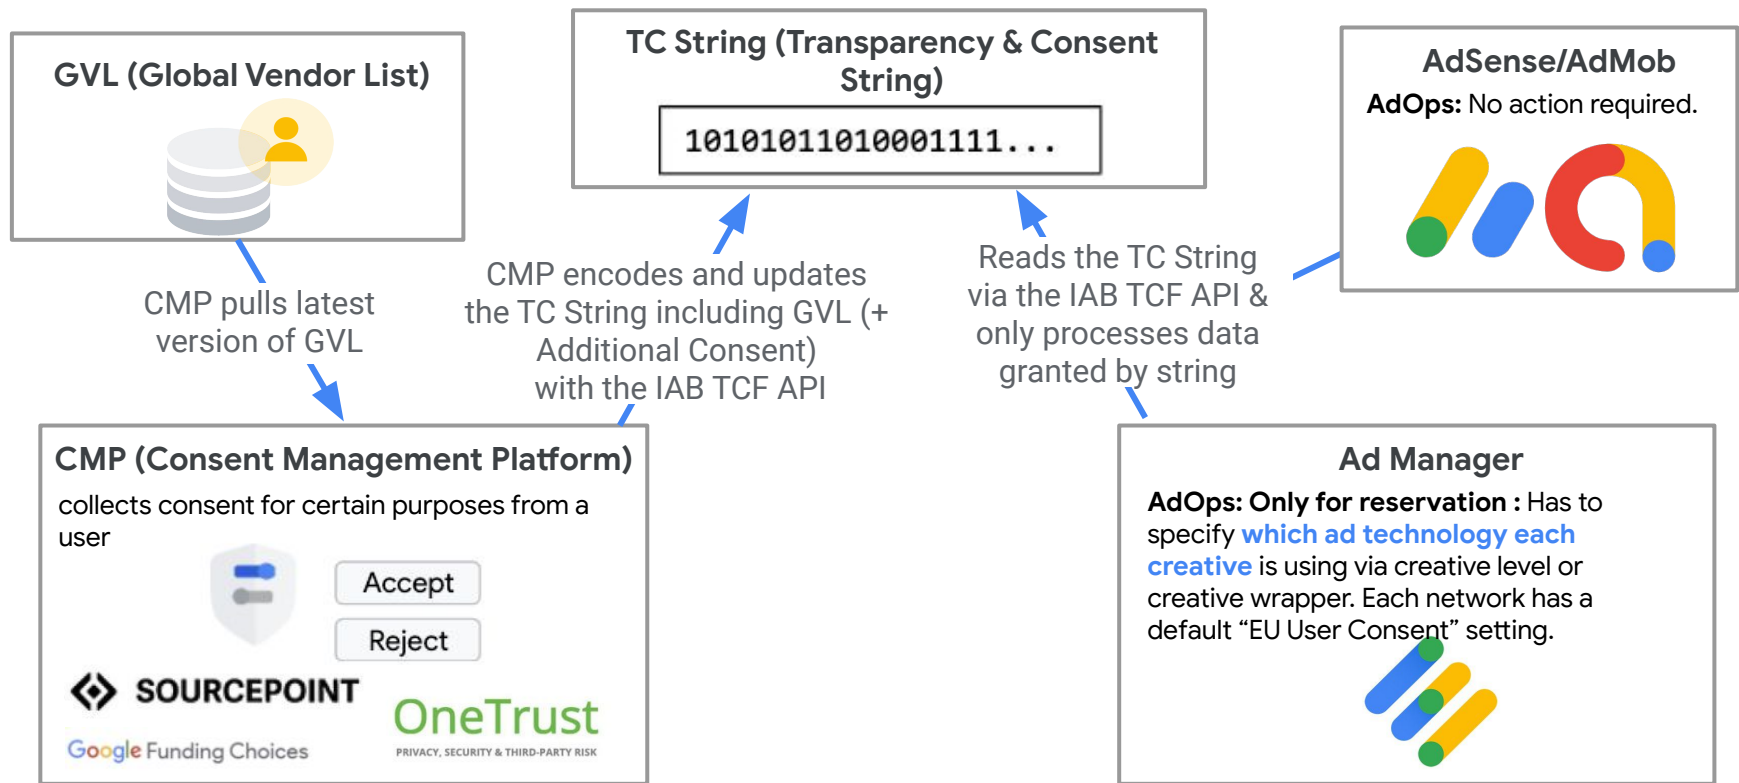 GVL (Global Vendor List)
CMP pulls latest
version of GVL
CMP (Consent Management Platform)
collects consent for certain purposes from a
user
Accept
Reject
SOURCEPOINT
Google Funding Choices
OneTrust
PRIVACY, SECURITY & THIRD-PARTY RISK
CMP encodes and updates
the TC String including GVL (+
Additional Consent)
with the IAB TCF API
TC String (Transparency & Consent
String)
10101011010001111...
Reads the TC String
via the IAB TCF API &
only processes data
granted by string
AdSense/AdMob
AdOps: No action required.
Ad Manager
AdOps: Only for reservation : Has to
specify which ad technology each
creative is using via creative level or
creative wrapper. Each network has a
default “EU User Consent” setting.